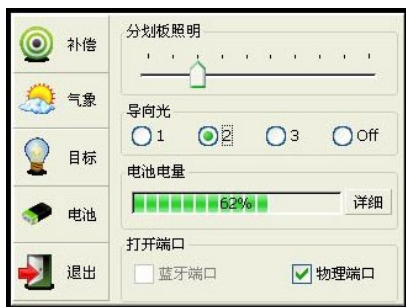 补偿
气象
目标
电池
退出
分划板照明
导向光
1 2 3 Off
电池电量
62% 详细
打开端口
蓝牙端口 物理端口